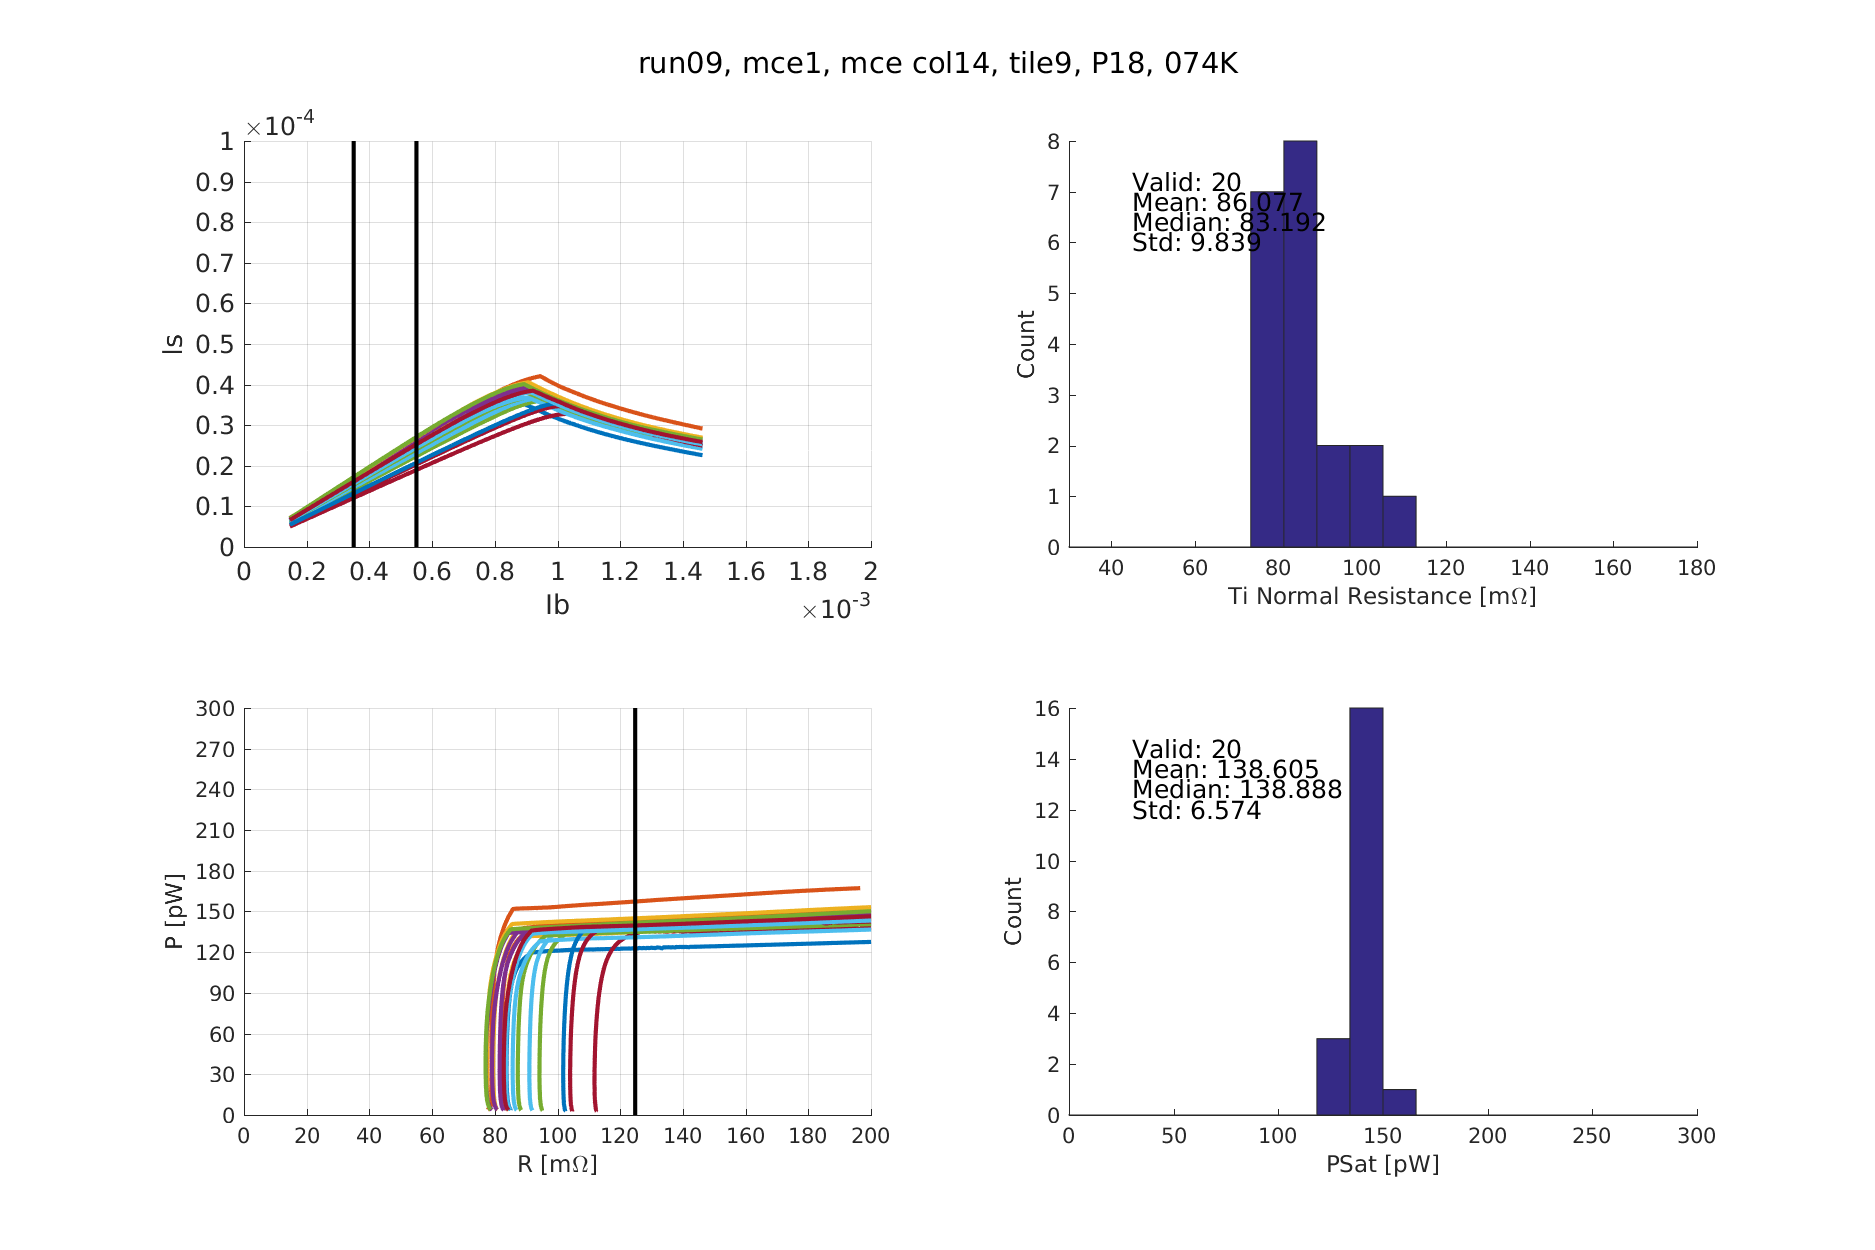 run09, mce1, mce col14, tile9, P18, 074K
×10-4
1
0.9
0.8
0.7
0.6
0.5
0.4
0.3
0.2
0.1
0
Is
0 0.2 0.4 0.6 0.8 1 1.2 1.4 1.6 1.8 2
Ib
×10-3
8
7
6
5
4
3
2
1
0
Count
Valid: 20
Mean: 86.077
Median: 83.192
Std: 9.839
40 60 80 100 120 140 160 180
Ti Normal Resistance [mΩ]
300
270
240
210
180
150
120
90
60
30
0
P [pW]
0 20 40 60 80 100 120 140 160 180 200
R [mΩ]
16
14
12
10
8
6
4
2
0
Count
Valid: 20
Mean: 138.605
Median: 138.888
Std: 6.574
0 50 100 150 200 250 300
PSat [pW]